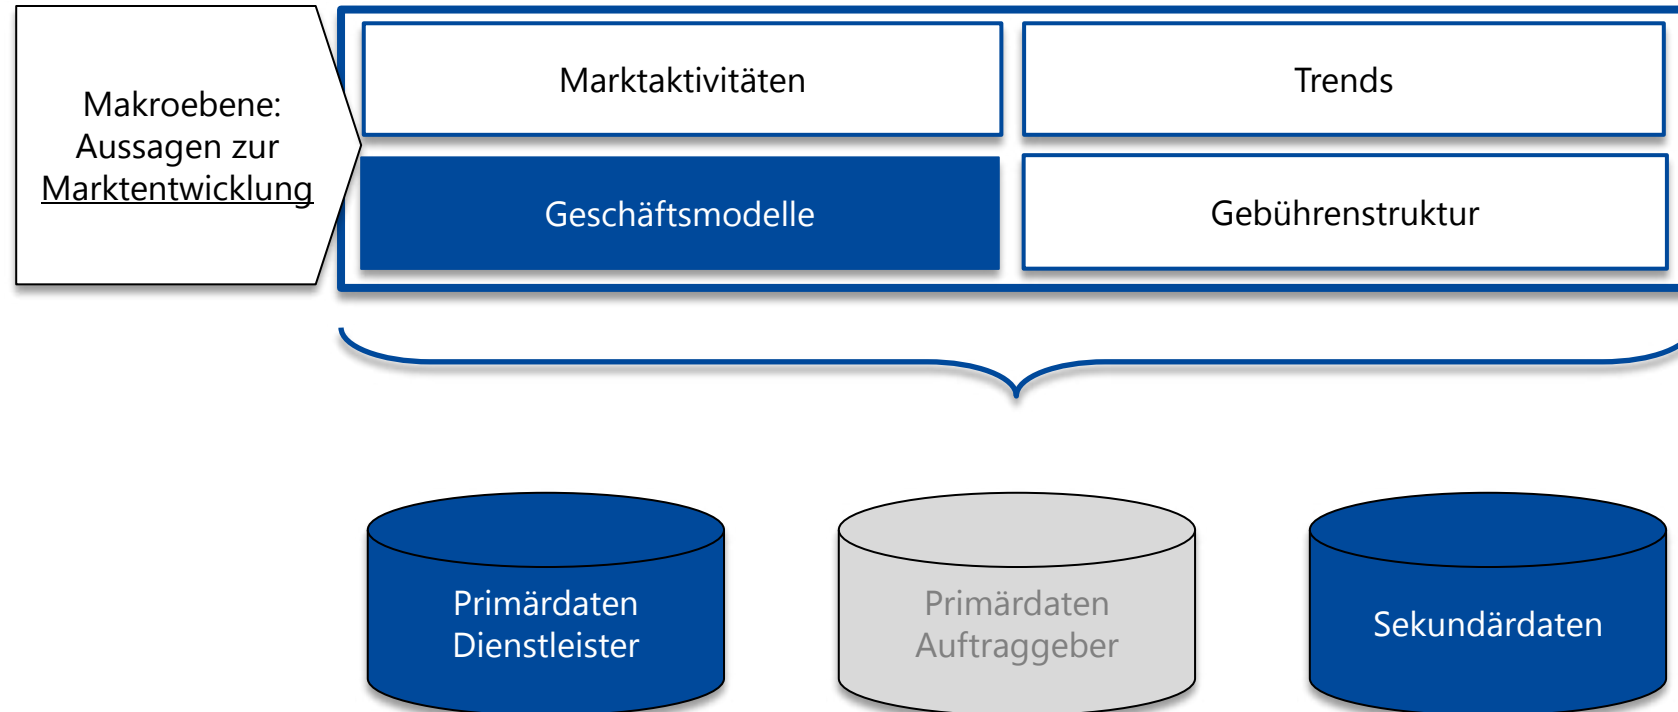 Makroebene:
Aussagen zur
Marktentwicklung
Marktaktivitäten
Trends
Geschäftsmodelle
Gebührenstruktur
Primärdaten
Dienstleister
Primärdaten
Auftraggeber
Sekundärdaten